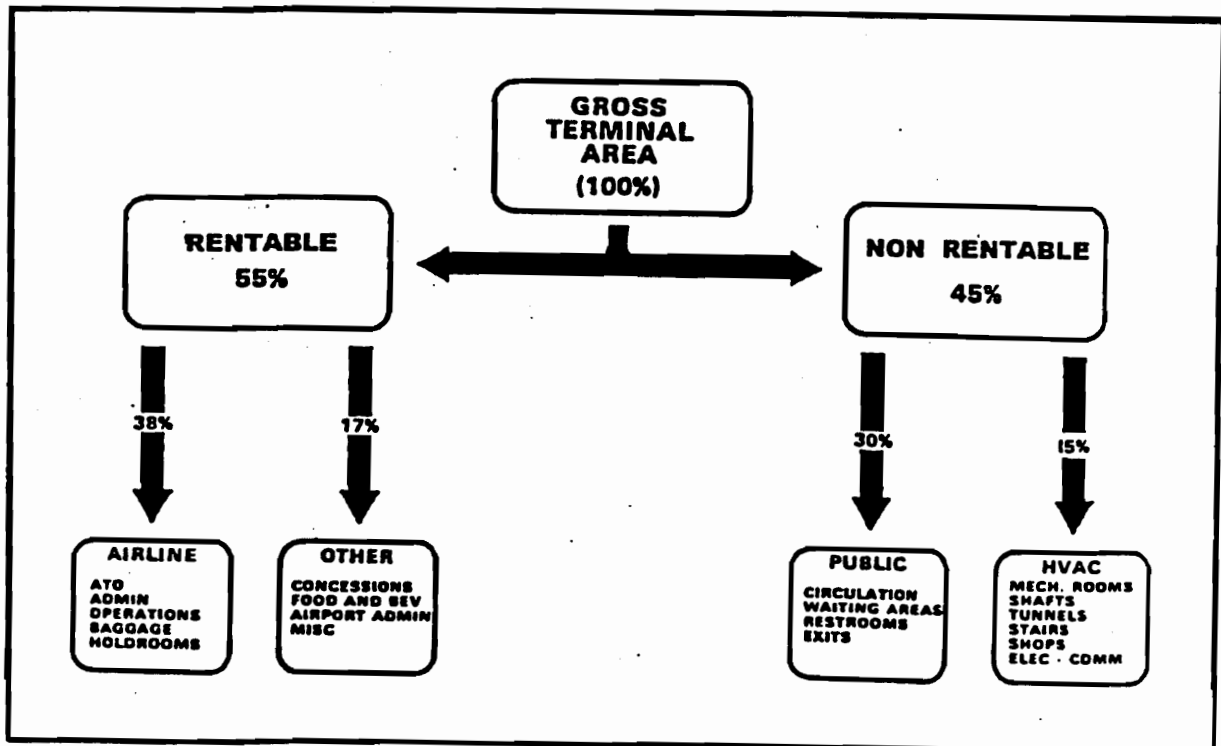 GROSS
TERMINAL
AREA
(100%)
RENTABLE
55%
NON RENTABLE
45%
38%
17%
30%
15%
AIRLINE
ATO
ADMIN
OPERATIONS
BAGGAGE
HOLDROOMS
OTHER
CONCESSIONS
FOOD AND BEV
AIRPORT ADMIN
MISC
PUBLIC
CIRCULATION
WAITING AREAS
RESTROOMS
EXITS
HVAC
MECH. ROOMS
SHAFTS
TUNNELS
STAIRS
SHOPS
ELEC · COMM